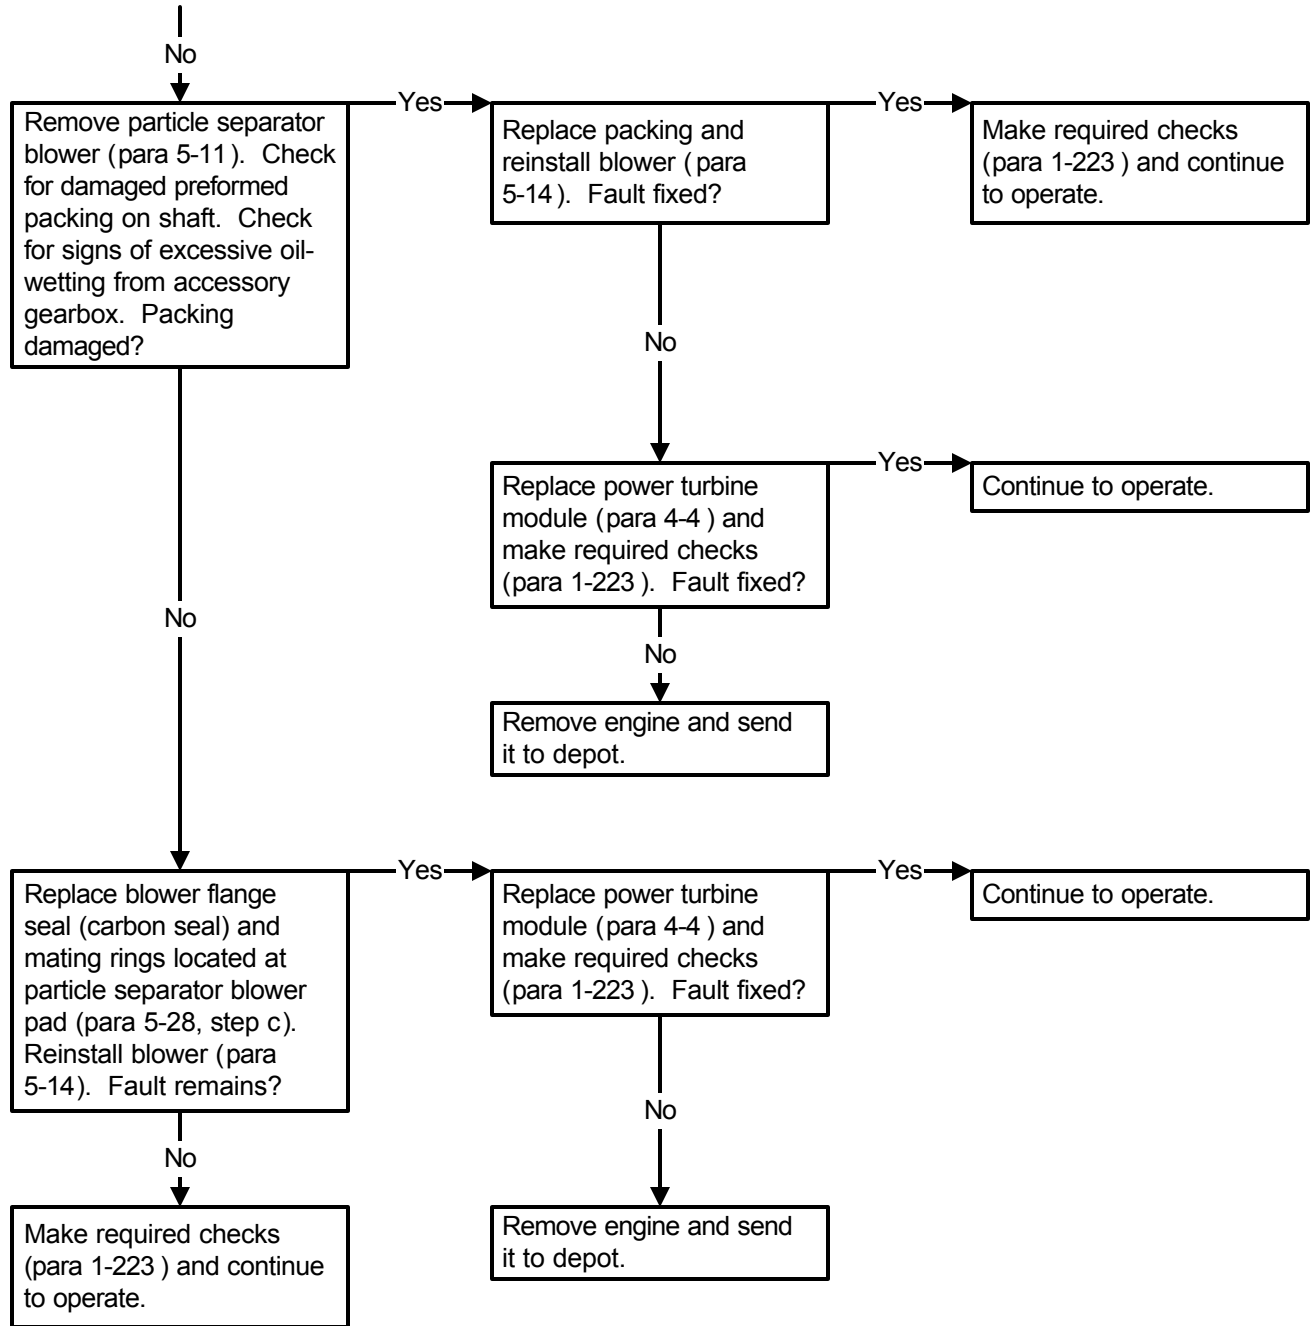 No
Remove particle separator
blower (para 5-11). Check
for damaged preformed
packing on shaft. Check
for signs of excessive oil-
wetting from accessory
gearbox. Packing
damaged?
Yes
Replace packing and
reinstall blower (para
5-14). Fault fixed?
Yes
Make required checks
(para 1-223) and continue
to operate.
No
Replace power turbine
module (para 4-4) and
make required checks
(para 1-223). Fault fixed?
Yes
Continue to operate.
No
No
Remove engine and send
it to depot.
Replace blower flange
seal (carbon seal) and
mating rings located at
particle separator blower
pad (para 5-28, step c).
Reinstall blower (para
5-14). Fault remains?
Yes
Replace power turbine
module (para 4-4) and
make required checks
(para 1-223). Fault fixed?
Yes
Continue to operate.
No
No
Make required checks
(para 1-223) and continue
to operate.
Remove engine and send
it to depot.